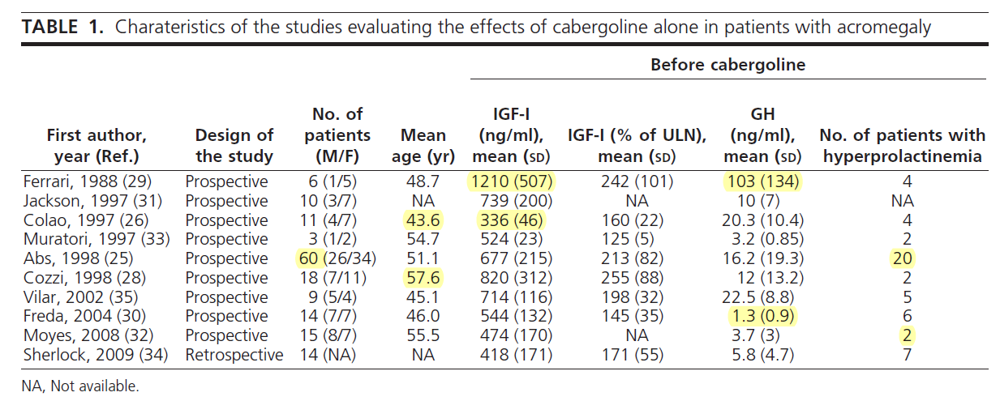 TABLE 1. Charateristics of the studies evaluating the effects of cabergoline alone in patients with acromegaly
Before cabergoline
No. of IGF-I GH
First author, Design of patients Mean (ng/ml), IGF-I (% of ULN), (ng/ml), No. of patients with
year (Ref.) the study (M/F) age (yr) mean (SD) mean (SD) mean (SD) hyperprolactinemia
Ferrari, 1988 (29) Prospective 6 (1/5) 48.7 1210 (507) 242 (101) 103 (134) 4
Jackson, 1997 (31) Prospective 10 (3/7) NA 739 (200) NA 10 (7) NA
Colao, 1997 (26) Prospective 11 (4/7) 43.6 336 (46) 160 (22) 20.3 (10.4) 4
Muratori, 1997 (33) Prospective 3 (1/2) 54.7 524 (23) 125 (5) 3.2 (0.85) 2
Abs, 1998 (25) Prospective 60 (26/34) 51.1 677 (215) 213 (82) 16.2 (19.3) 20
Cozzi, 1998 (28) Prospective 18 (7/11) 57.6 820 (312) 255 (88) 12 (13.2) 2
Vilar, 2002 (35) Prospective 9 (5/4) 45.1 714 (116) 198 (32) 22.5 (8.8) 5
Freda, 2004 (30) Prospective 14 (7/7) 46.0 544 (132) 145 (35) 1.3 (0.9) 6
Moyes, 2008 (32) Prospective 15 (8/7) 55.5 474 (170) NA 3.7 (3) 2
Sherlock, 2009 (34) Retrospective 14 (NA) NA 418 (171) 171 (55) 5.8 (4.7) 7
NA, Not available.